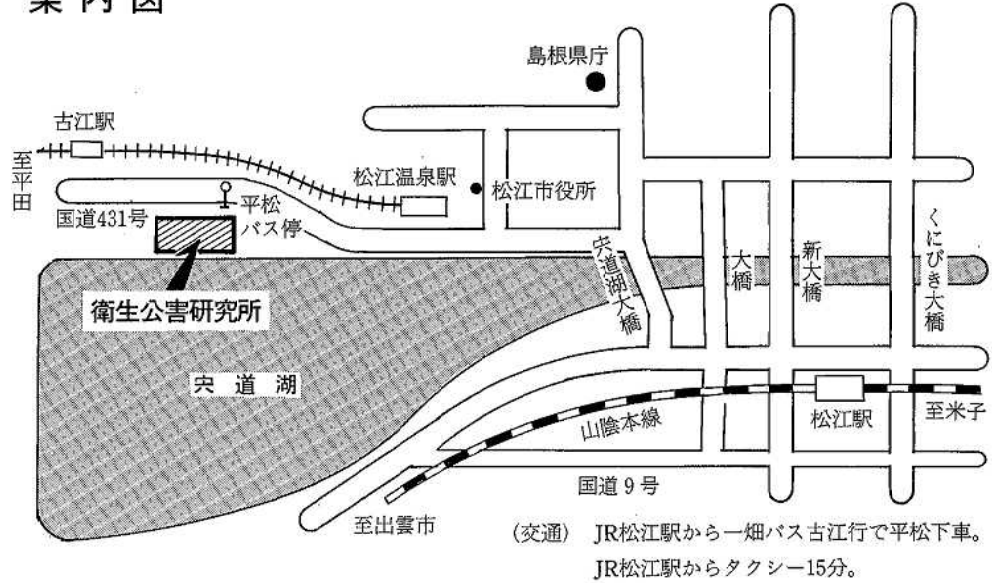 案内図
島根県庁
古江駅
至平田
松江温泉駅
松江市役所
国道431号
平松
バス停
宍道湖大橋
大橋
新大橋
くにびき大橋
衛生公害研究所
宍道湖
松江駅
至米子
山陰本線
国道9号
至出雲市
(交通) JR松江駅から一畑バス古江行で平松下車。
JR松江駅からタクシー15分。